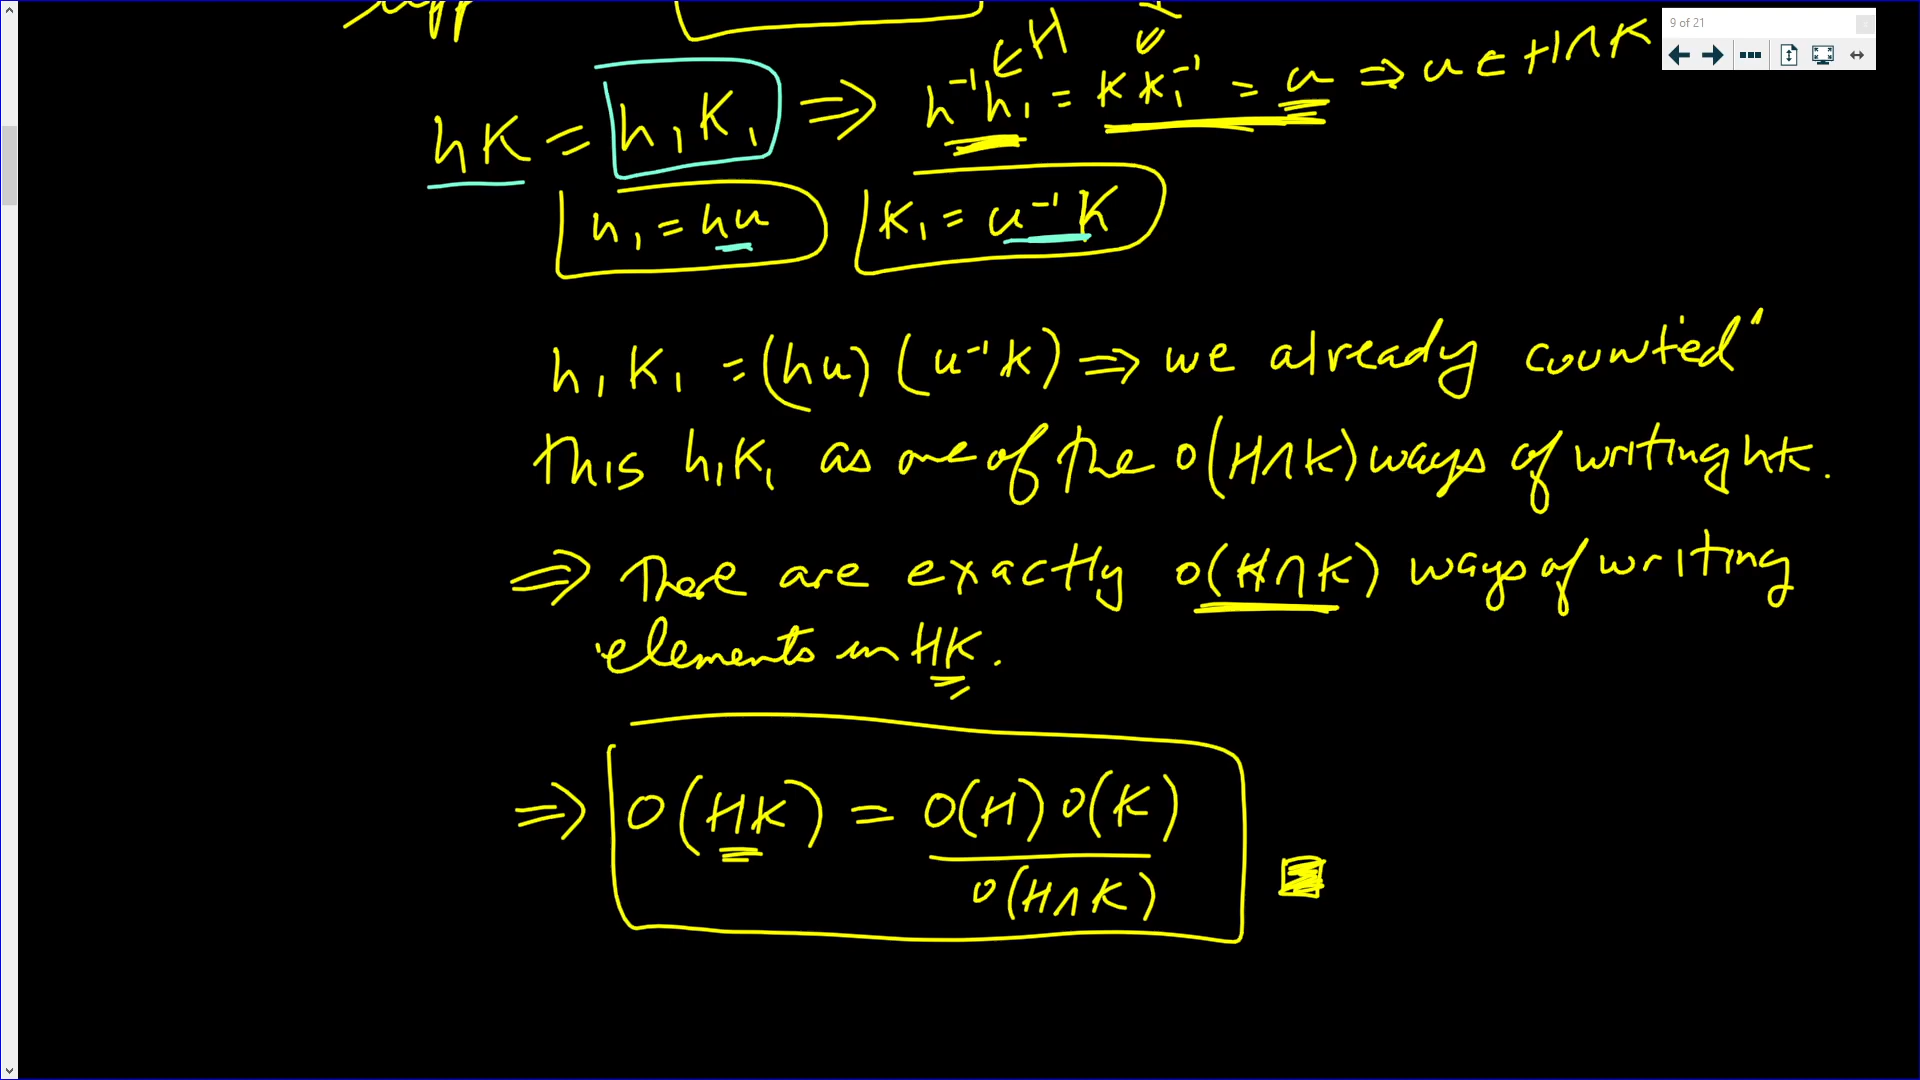 9 of 21
∈ H
hK = h₁K₁ ⇒ h⁻¹h₁ = KK₁⁻¹ = u ⇒ u ∈ H∩K
h₁ = hu K₁ = u⁻¹K
h₁K₁ = (hu)(u⁻¹K) ⇒ we already counted"
this h₁K₁ as one of the o(H∩K) ways of writing hk.
⇒ There are exactly o(H∩K) ways of writing
elements in HK.
⇒ O(HK) = O(H) O(K)
O(H∩K)